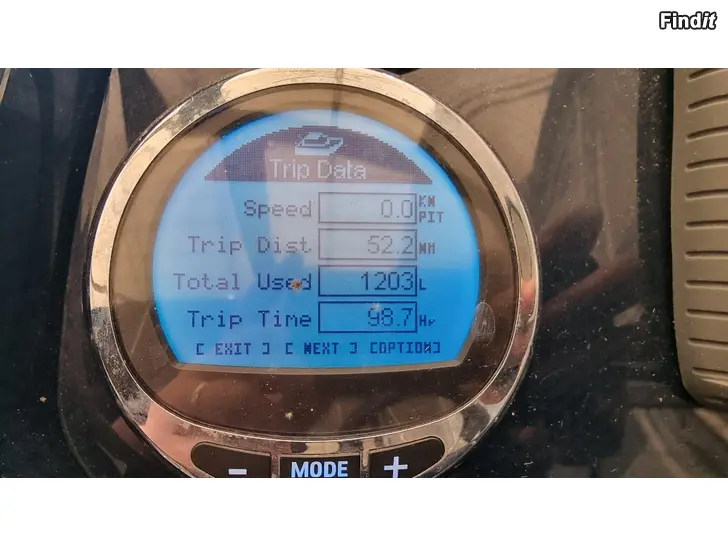 Findit
Trip Data
Speed 0.0 KN PIT
Trip Dist 52.2 NM
Total Used 1203 L
Trip Time 98.7 Hr
[ EXIT ] [ NEXT ] [OPTION]
- MODE +